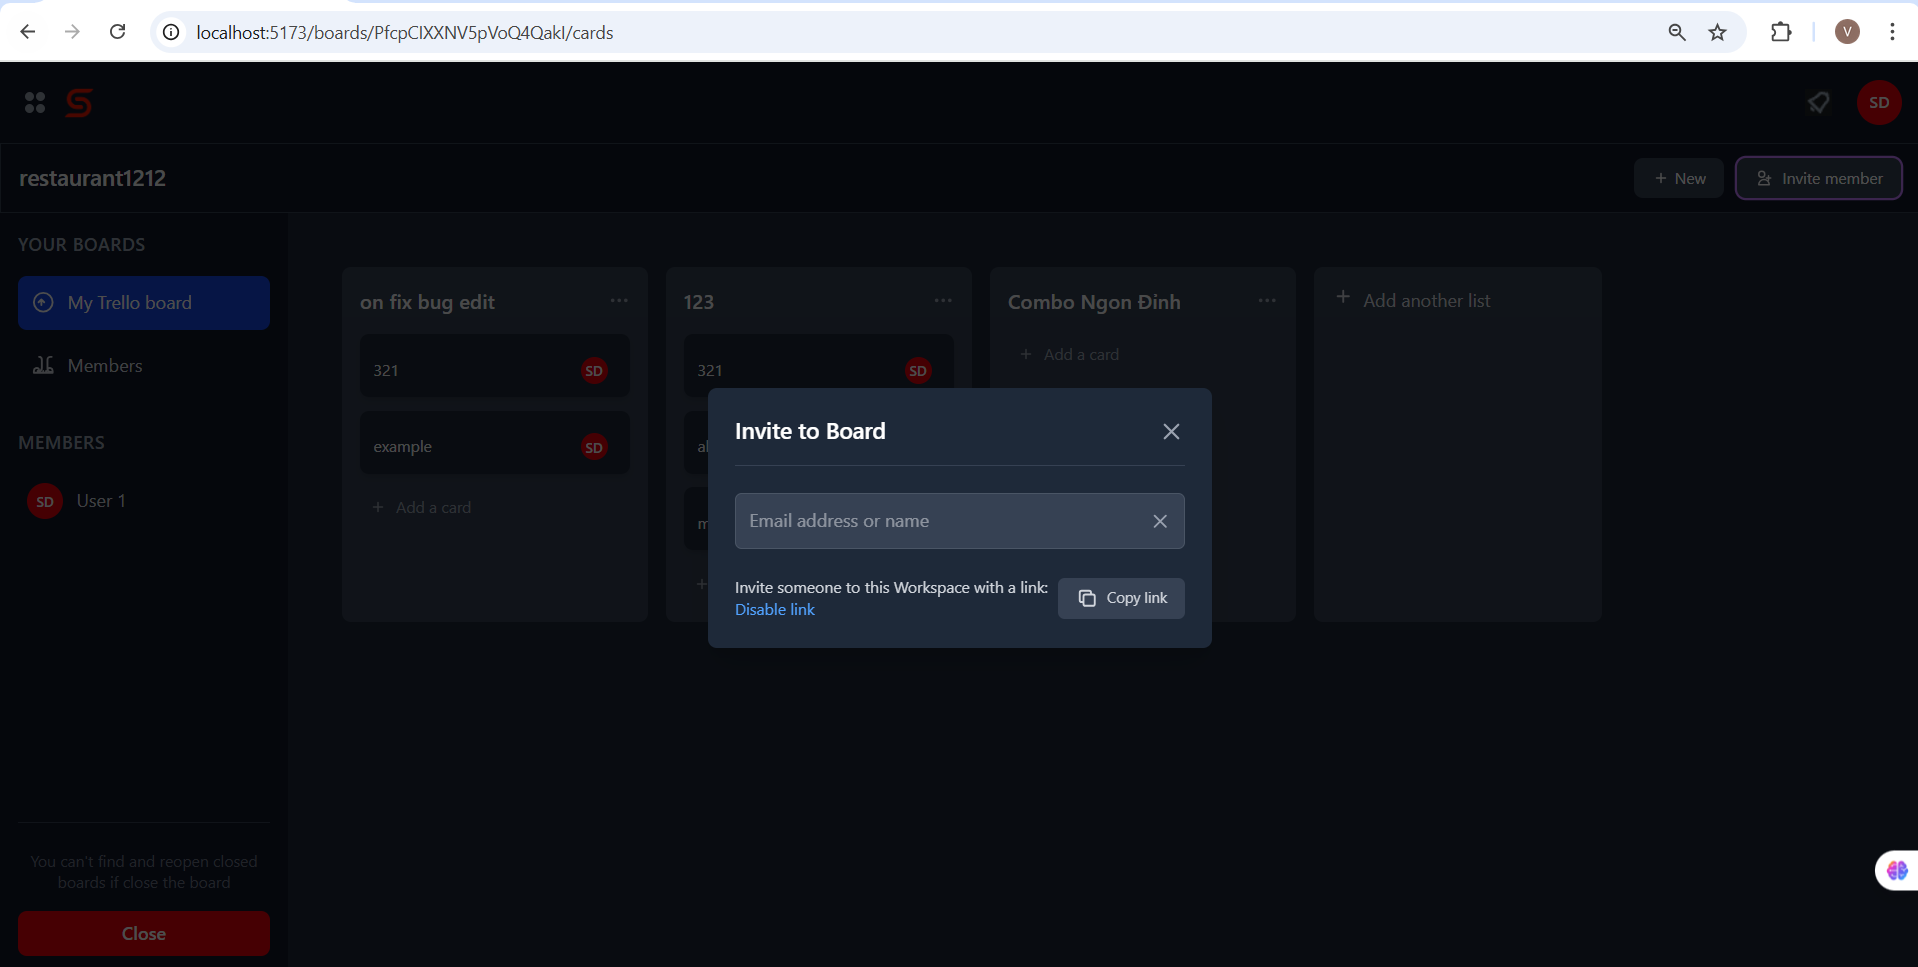 localhost:5173/boards/PfcpCIXXNV5pVoQ4QakI/cards
V
SD
restaurant1212
+ New
Invite member
YOUR BOARDS
My Trello board
Members
MEMBERS
SD User 1
on fix bug edit ...
321 SD
example SD
+ Add a card
123 ...
321 SD
Combo Ngon Đỉnh ...
+ Add a card
+ Add another list
Invite to Board
Email address or name
Invite someone to this Workspace with a link:
Disable link
Copy link
You can't find and reopen closed
boards if close the board
Close